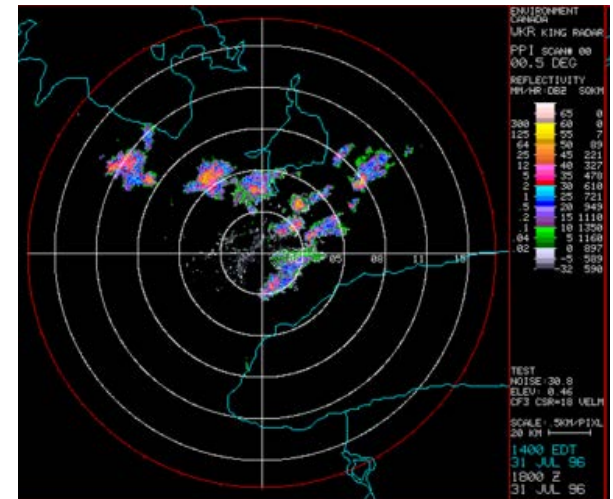 ENVIRONMENT
CANADA
WKR KING RADAR
PPI SCAN# 00
00.5 DEG
REFLECTIVITY
MM/HR DBZ SQKM
65 0
300 60 0
125 55 7
64 50 89
25 45 221
12 40 327
5 35 478
2 30 610
1 25 721
.5 20 949
.2 15 1110
.1 10 1350
.04 5 1160
.02 0 897
-5 589
-32 590
05 08 11
TEST
NOISE:30.8
ELEV: 0.46
CF3 CSR=18 VELM
SCALE: .5KM/PIXL
20 KM
1400 EDT
31 JUL 96
1800 Z
31 JUL 96